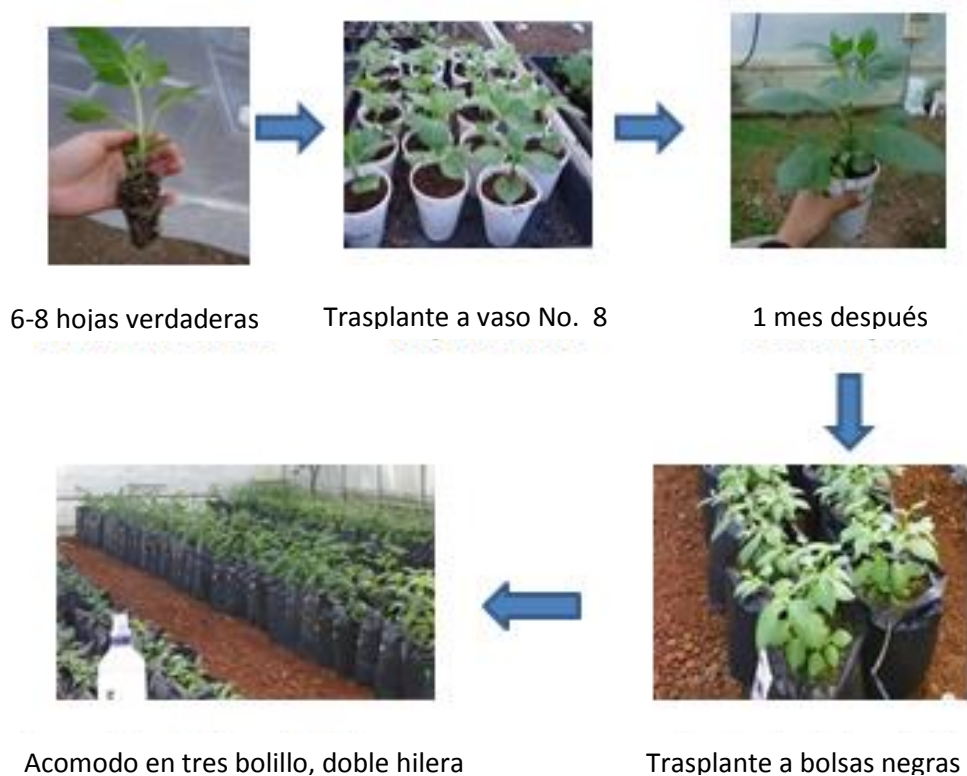 6-8 hojas verdaderas
Trasplante a vaso No. 8
1 mes después
Acomodo en tres bolillo, doble hilera
Trasplante a bolsas negras